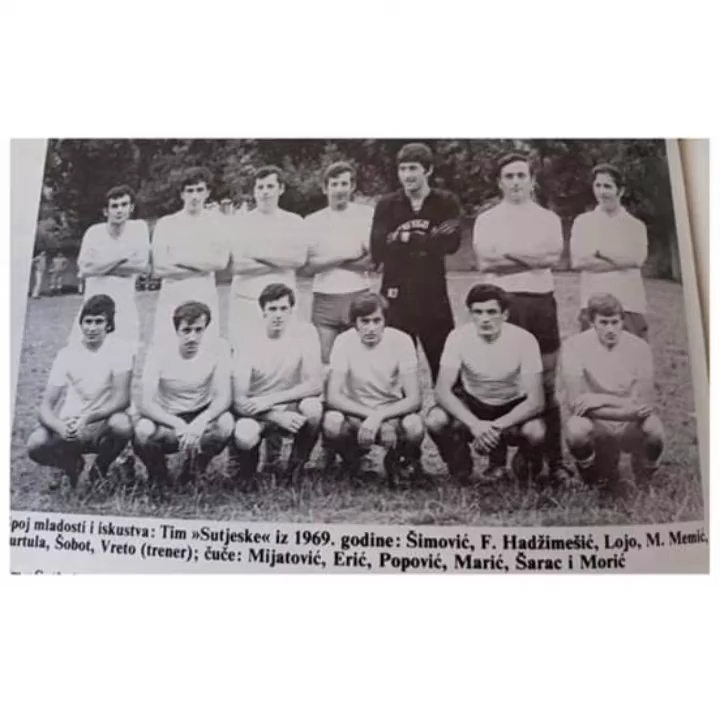 poj mladosti i iskustva: Tim »Sutjeske« iz 1969. godine: Šimović, F. Hadžimešić, Lojo, M. Memić,
urtula, Šobot, Vreto (trener); čuče: Mijatović, Erić, Popović, Marić, Šarac i Morić